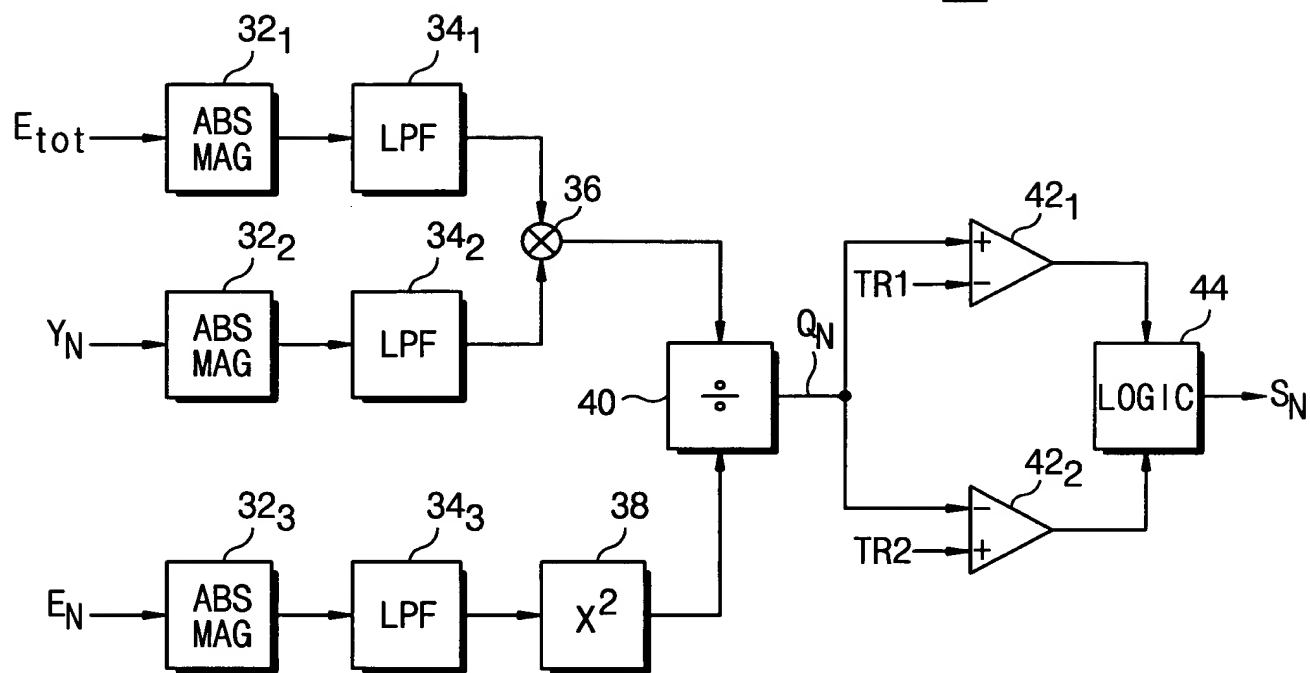 32₁
34₁
E_tot
ABS
MAG
LPF
36
32₂
34₂
42₁
+
−
TR1
Y_N
ABS
MAG
LPF
Q_N
44
40
÷
LOGIC
S_N
32₃
34₃
38
42₂
−
+
TR2
E_N
ABS
MAG
LPF
X²